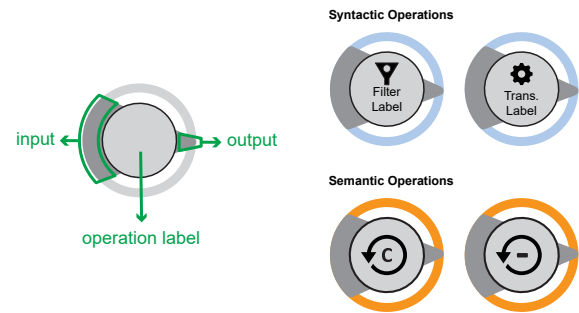 input
output
operation label
Syntactic Operations
Filter
Label
Trans.
Label
Semantic Operations
C
-